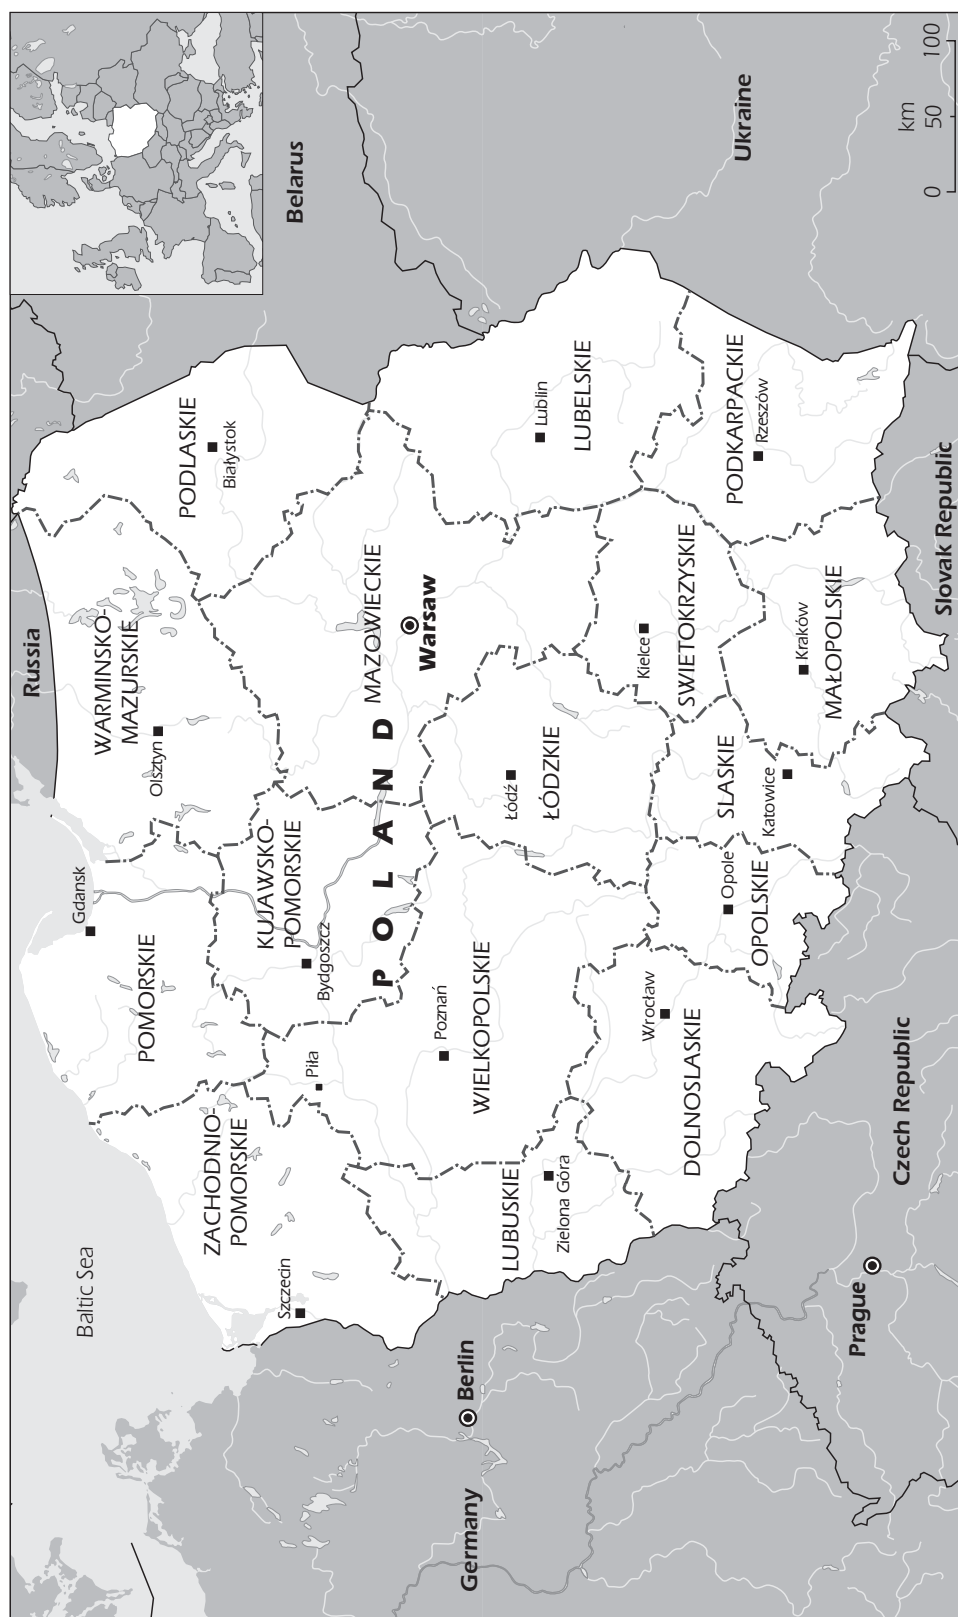 Baltic Sea
Russia
Belarus
Ukraine
Slovak Republic
Czech Republic
Germany
Berlin
Prague
POLAND
Warsaw
ZACHODNIO-
POMORSKIE
Szczecin
POMORSKIE
Gdansk
WARMINSKO-
MAZURSKIE
Olsztyn
PODLASKIE
Białystok
KUJAWSKO-
POMORSKIE
Bydgoszcz
Piła
MAZOWIECKIE
LUBUSKIE
Zielona Góra
WIELKOPOLSKIE
Poznań
ŁÓDZKIE
Łódź
LUBELSKIE
Lublin
DOLNOSLASKIE
Wrocław
OPOLSKIE
Opole
SLASKIE
Katowice
SWIETOKRZYSKIE
Kielce
MAŁOPOLSKIE
Kraków
PODKARPACKIE
Rzeszów
km
0 50 100